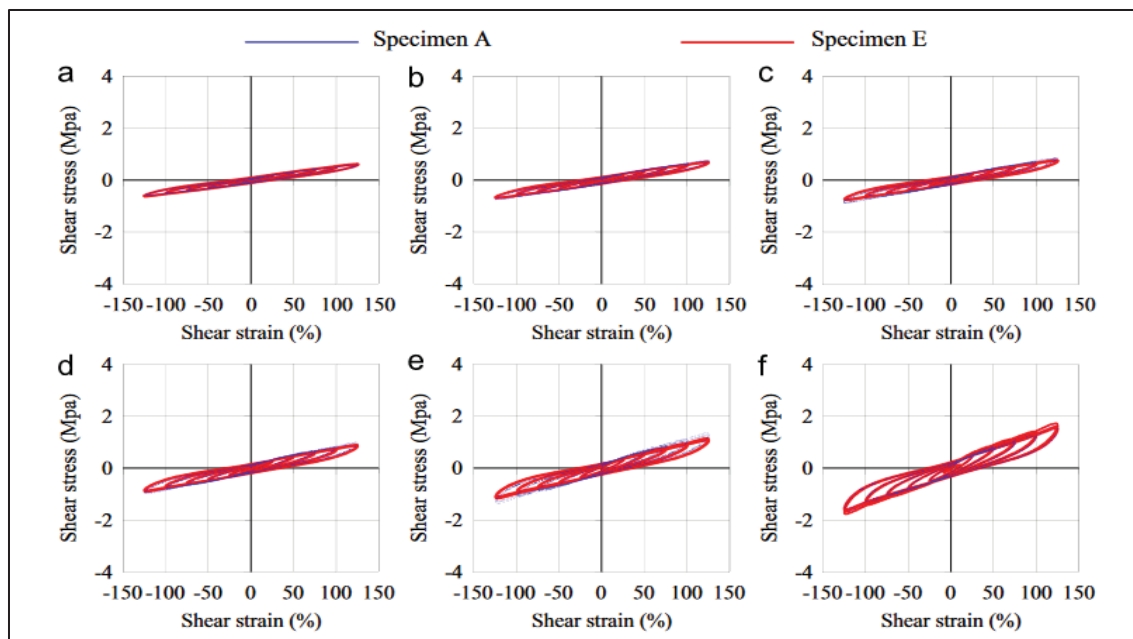 Specimen A Specimen E
a b c
4 4 4
2 2 2
0 0 0
-2 -2 -2
-4 -4 -4
Shear stress (Mpa) Shear stress (Mpa) Shear stress (Mpa)
-150 -100 -50 0 50 100 150 -150 -100 -50 0 50 100 150 -150 -100 -50 0 50 100 150
Shear strain (%) Shear strain (%) Shear strain (%)
d e f
4 4 4
2 2 2
0 0 0
-2 -2 -2
-4 -4 -4
Shear stress (Mpa) Shear stress (Mpa) Shear stress (Mpa)
-150 -100 -50 0 50 100 150 -150 -100 -50 0 50 100 150 -150 -100 -50 0 50 100 150
Shear strain (%) Shear strain (%) Shear strain (%)